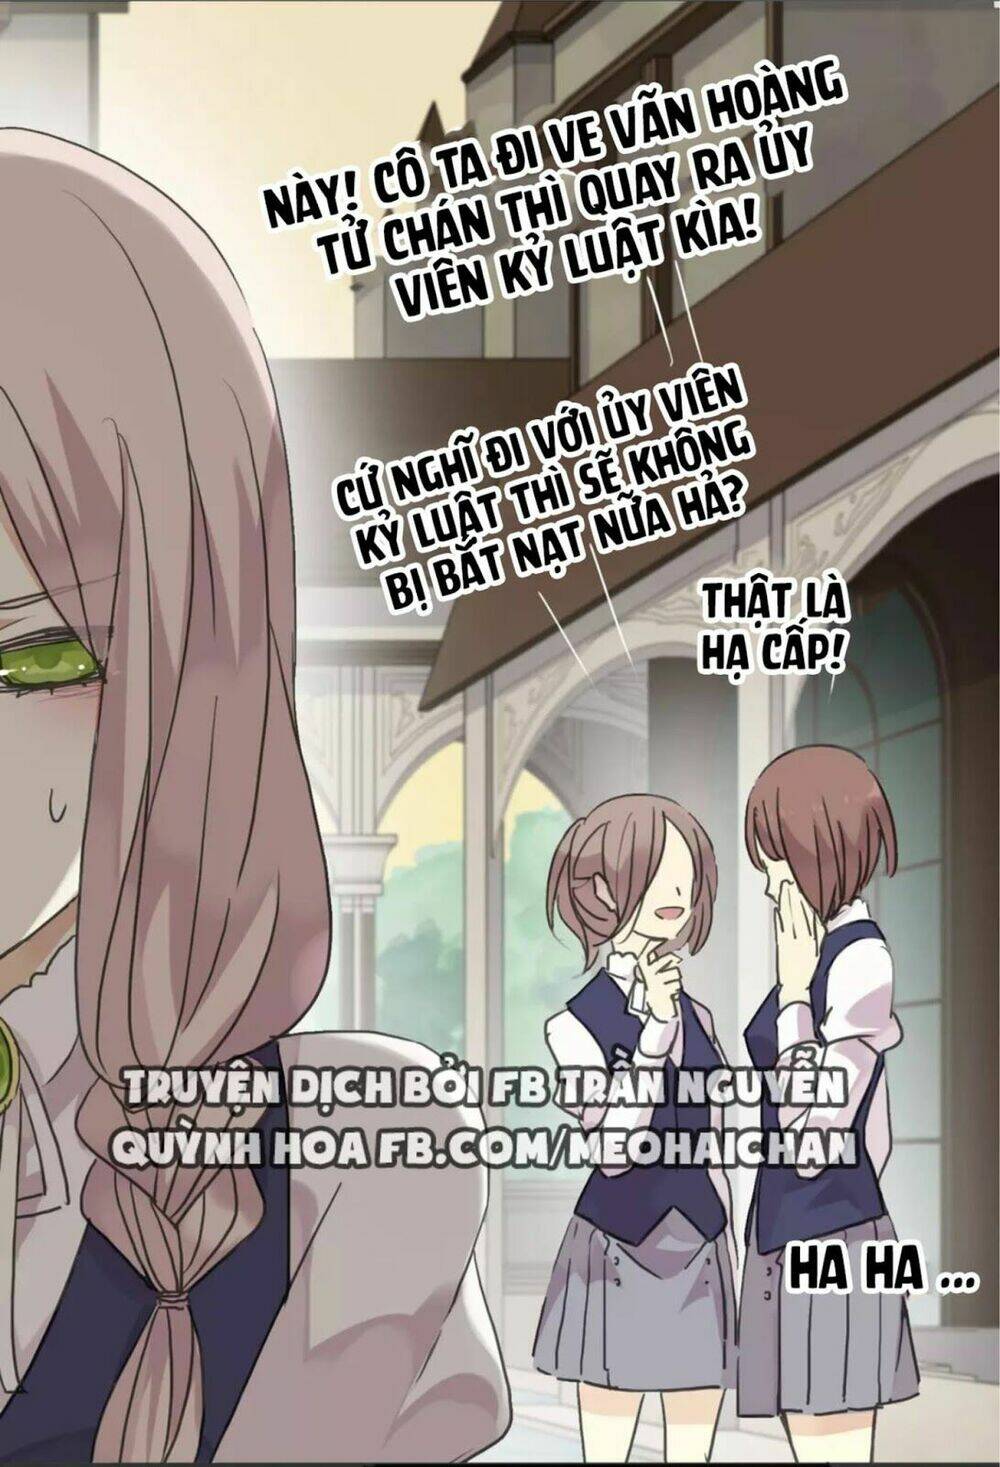 NÀY! CÔ TA ĐI VE VÃN HOÀNG
TỬ CHÁN THÌ QUAY RA ỦY
VIÊN KỶ LUẬT KÌA!
CỨ NGHĨ ĐI VỚI ỦY VIÊN
KỶ LUẬT THÌ SẼ KHÔNG
BỊ BẮT NẠT NỮA HẢ?
THẬT LÀ
HẠ CẤP!
TRUYỆN DỊCH BỞI FB TRẦN NGUYỄN
QUỲNH HOA FB.COM/MEOHAICHAN
HA HA ...